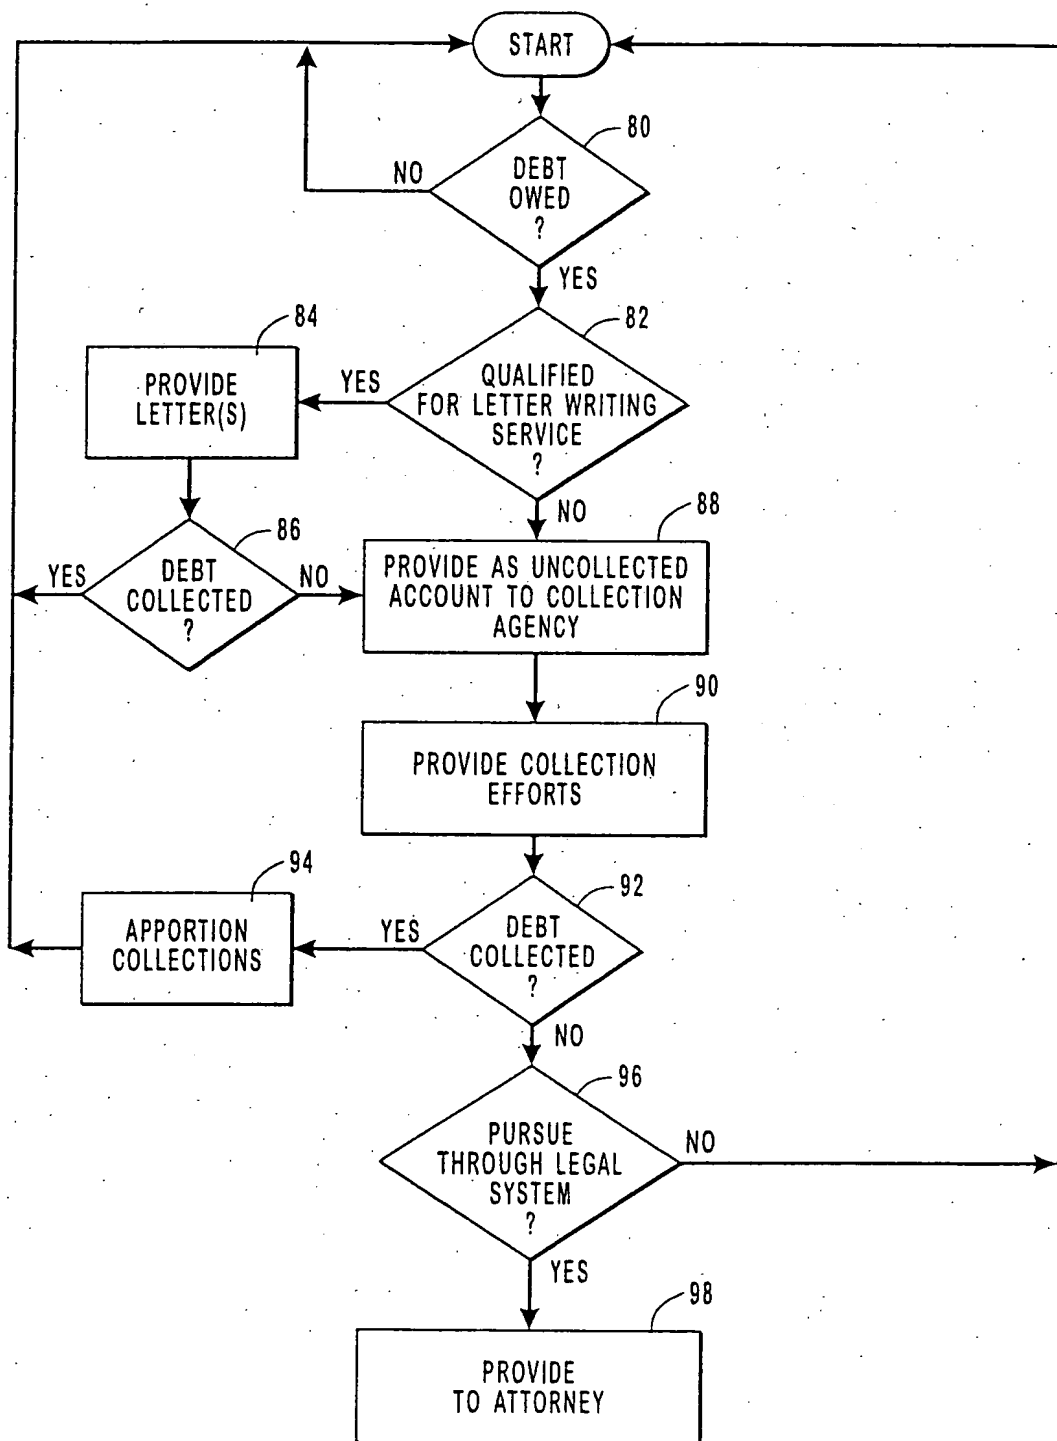 START
80
DEBT
OWED
?
NO
YES
82
QUALIFIED
FOR LETTER WRITING
SERVICE
?
YES
NO
84
PROVIDE
LETTER(S)
86
DEBT
COLLECTED
?
YES
NO
88
PROVIDE AS UNCOLLECTED
ACCOUNT TO COLLECTION
AGENCY
90
PROVIDE COLLECTION
EFFORTS
92
DEBT
COLLECTED
?
YES
NO
94
APPORTION
COLLECTIONS
96
PURSUE
THROUGH LEGAL
SYSTEM
?
NO
YES
98
PROVIDE
TO ATTORNEY